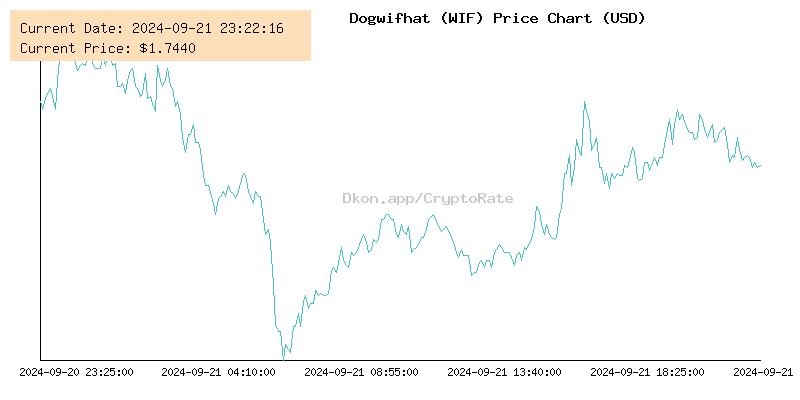 Dogwifhat (WIF) Price Chart (USD)
Current Date: 2024-09-21 23:22:16
Current Price: $1.7440
Dkon.app/CryptoRate
2024-09-20 23:25:00
2024-09-21 04:10:00
2024-09-21 08:55:00
2024-09-21 13:40:00
2024-09-21 18:25:00
2024-09-21